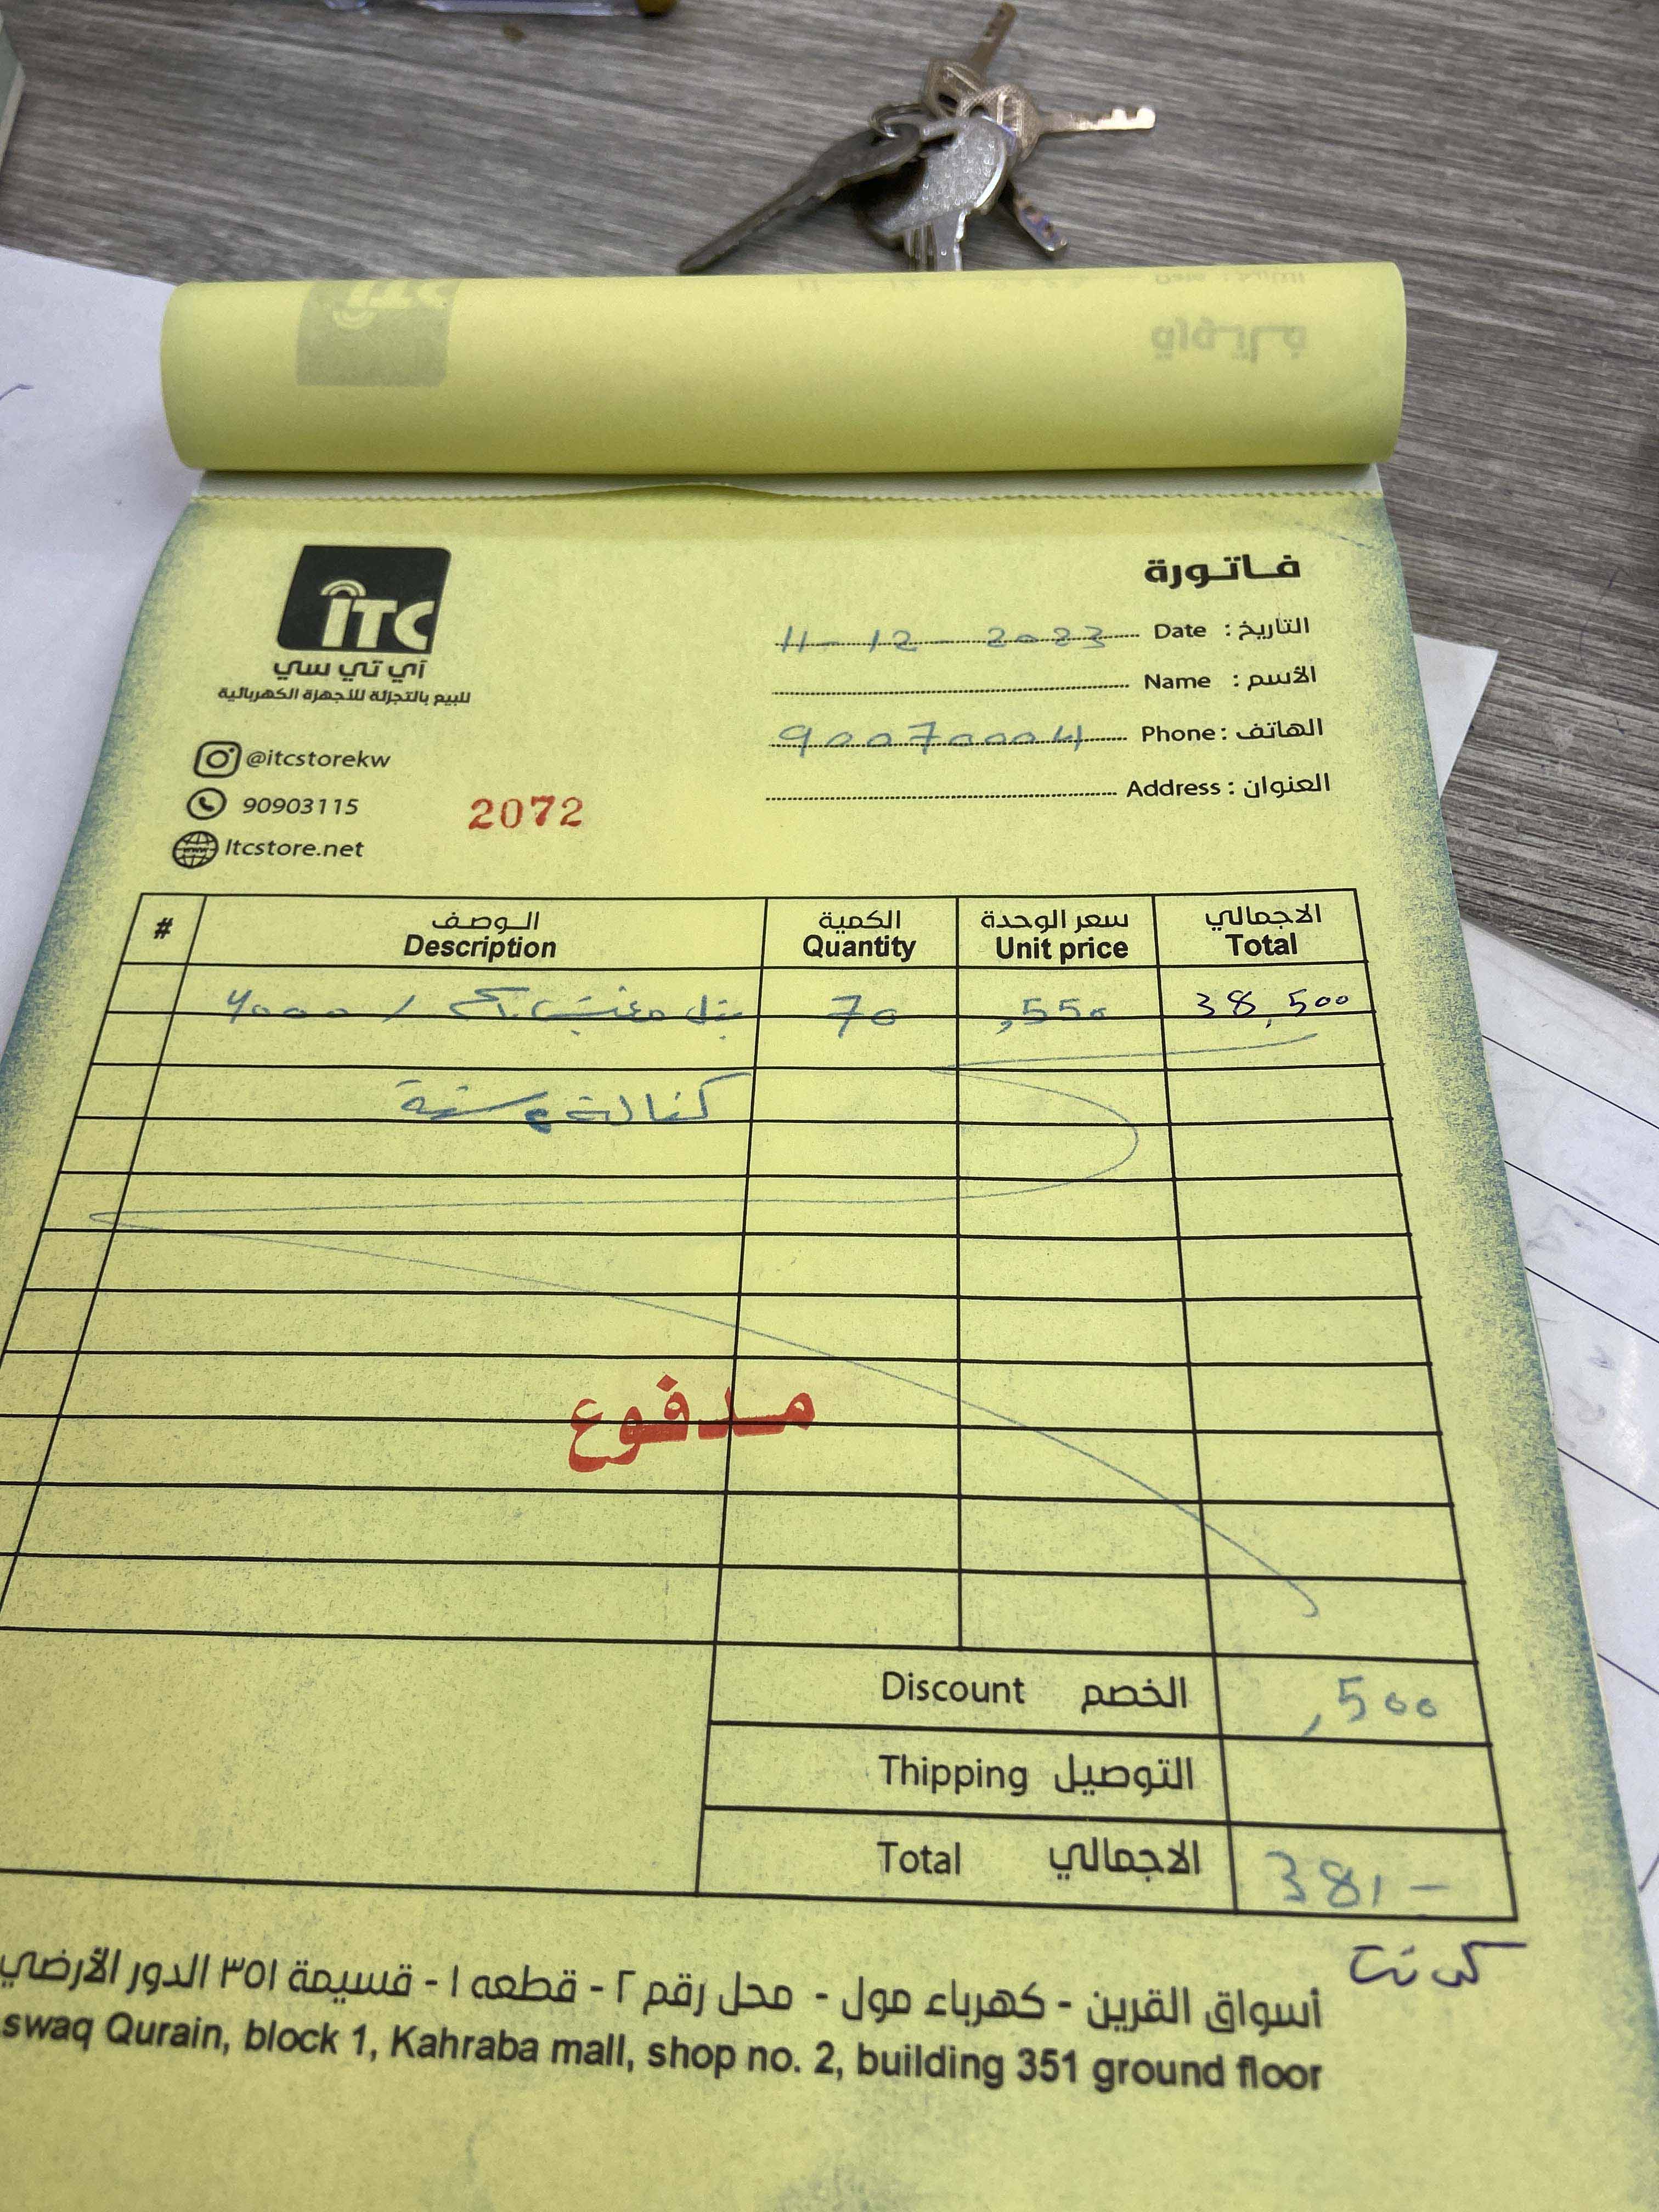 ITC
آي تي سي
للبيع بالتجزئة للأجهزة الكهربائية
@itcstorekw
90903115
Itcstore.net
2072
فاتورة
التاريخ : Date 11-12-2023
الأسم : Name
الهاتف : Phone 90070004
العنوان : Address
# الوصف Description الكمية Quantity سعر الوحدة Unit price الاجمالي Total
/ 4000 70 ,550 38,500
كفالة سنة
مدفوع
Discount الخصم ,500
Thipping التوصيل
Total الاجمالي 38,-
كي نت
أسواق القرين - كهرباء مول - محل رقم ٢ - قطعه ١ - قسيمة ٣٥١ الدور الأرضي
swaq Qurain, block 1, Kahraba mall, shop no. 2, building 351 ground floor